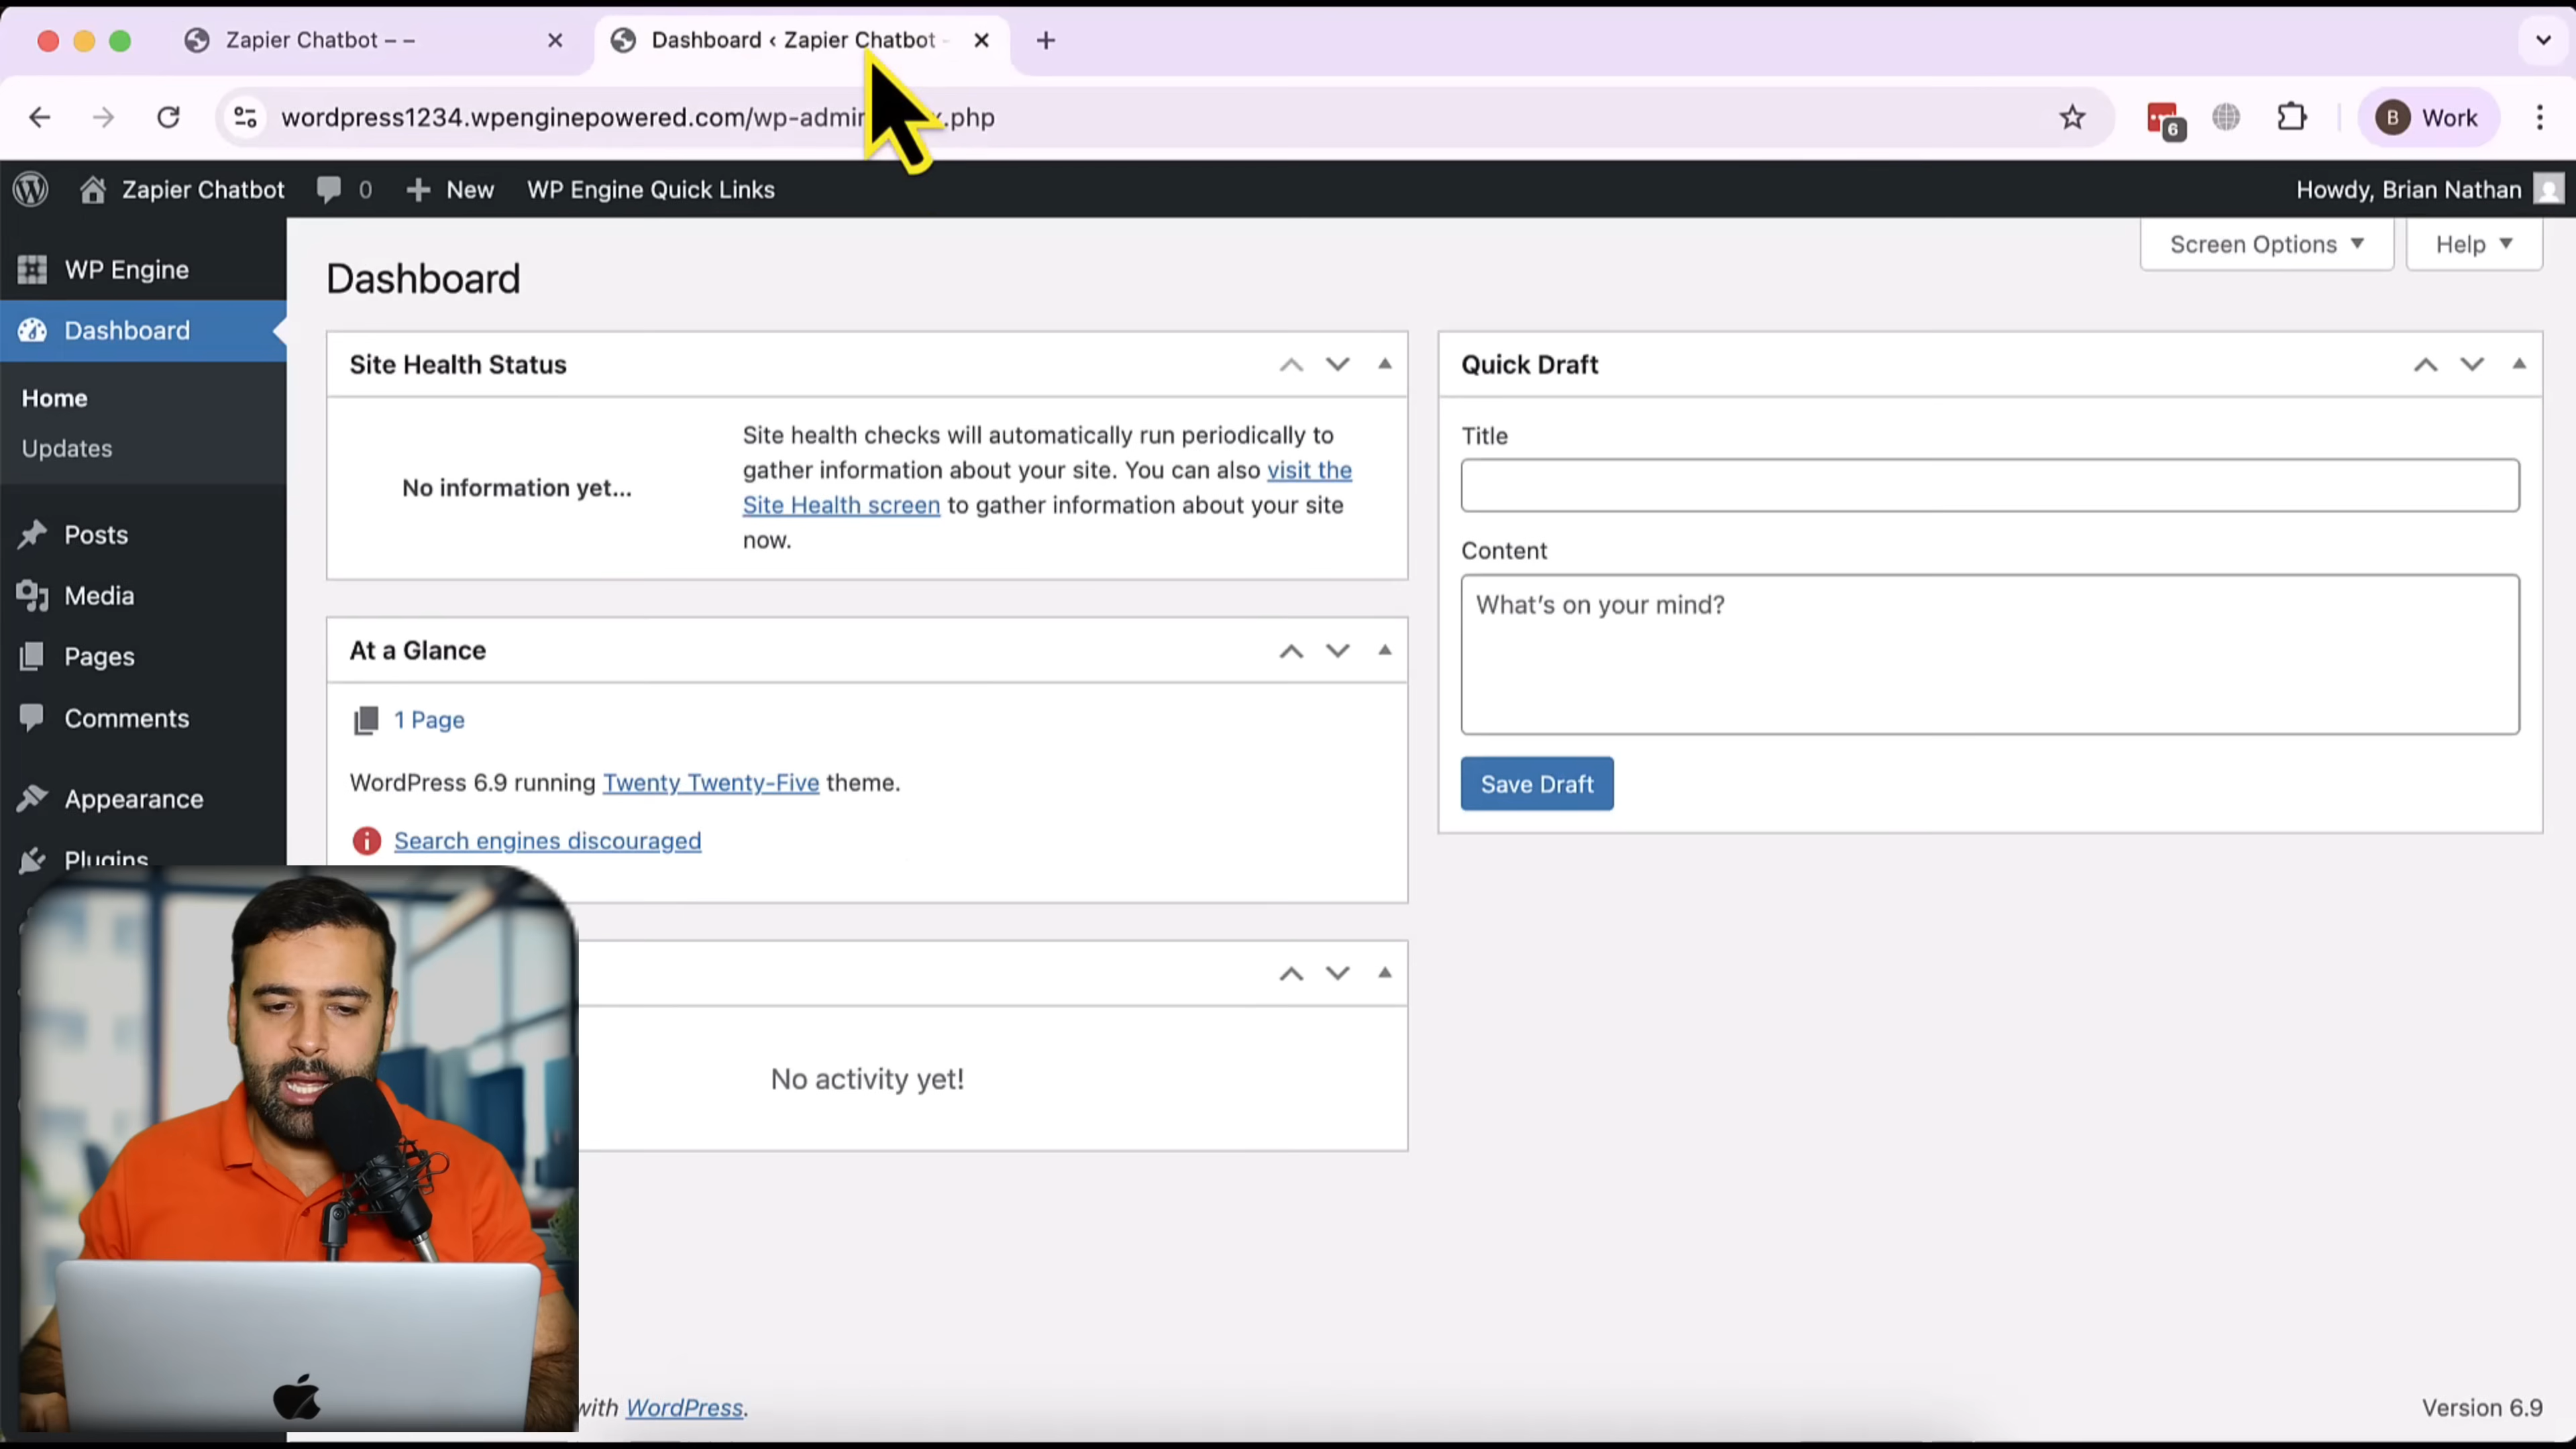 Zapier Chatbot – –
Dashboard ‹ Zapier Chatbot
wordpress1234.wpenginepowered.com/wp-admin
.php
6
B
Work
Zapier Chatbot
0
New
WP Engine Quick Links
Howdy, Brian Nathan
WP Engine
Dashboard
Home
Updates
Posts
Media
Pages
Comments
Appearance
Plugins
Dashboard
Screen Options
Help
Site Health Status
No information yet...
Site health checks will automatically run periodically to
gather information about your site. You can also visit the
Site Health screen to gather information about your site
now.
At a Glance
1 Page
WordPress 6.9 running Twenty Twenty-Five theme.
Search engines discouraged
No activity yet!
Quick Draft
Title
Content
What's on your mind?
Save Draft
with WordPress.
Version 6.9